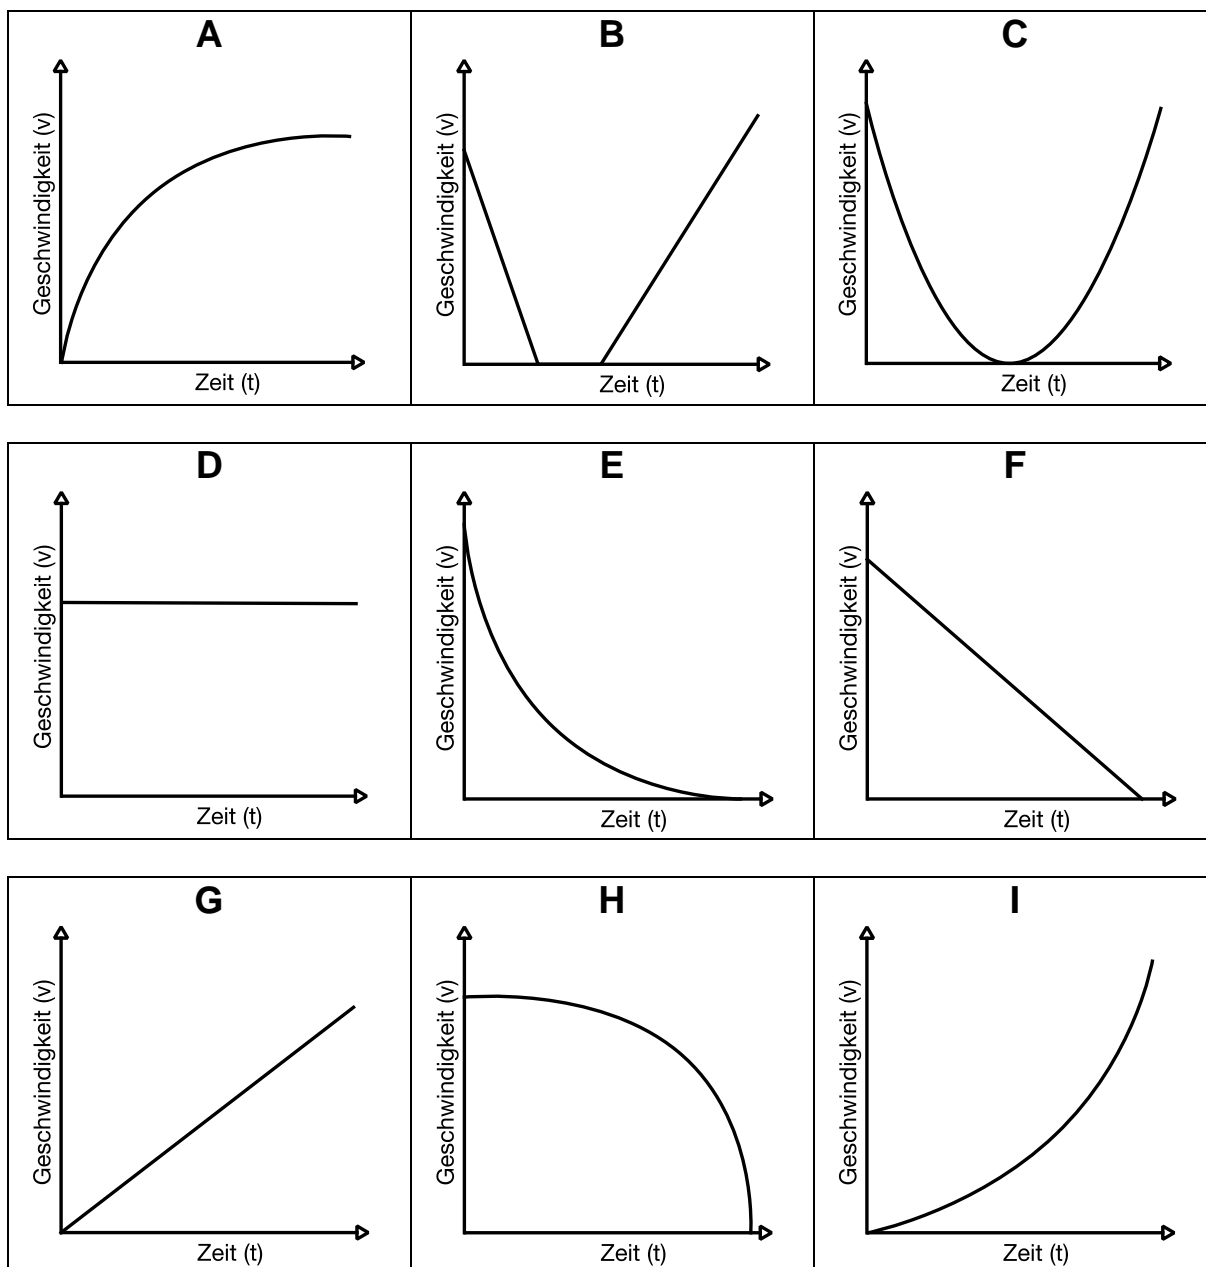 A B C
Geschwindigkeit (v) Geschwindigkeit (v) Geschwindigkeit (v)
Zeit (t) Zeit (t) Zeit (t)
D E F
Geschwindigkeit (v) Geschwindigkeit (v) Geschwindigkeit (v)
Zeit (t) Zeit (t) Zeit (t)
G H I
Geschwindigkeit (v) Geschwindigkeit (v) Geschwindigkeit (v)
Zeit (t) Zeit (t) Zeit (t)